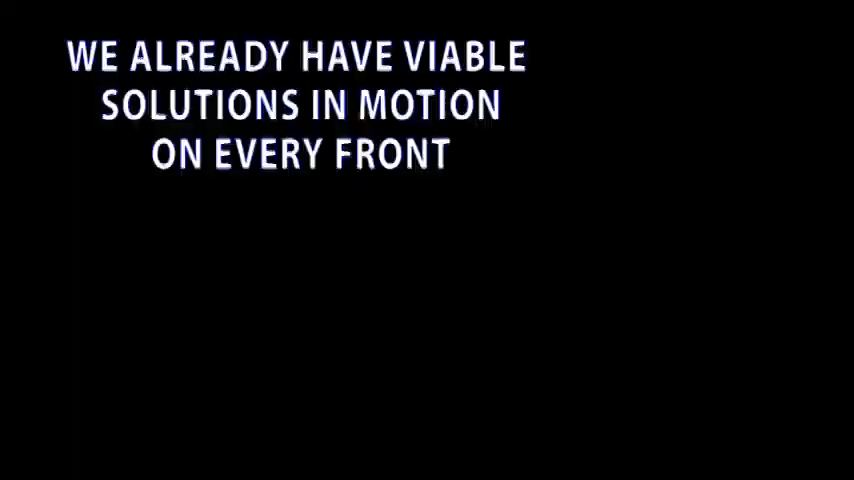 WE ALREADY HAVE VIABLE
SOLUTIONS IN MOTION
ON EVERY FRONT